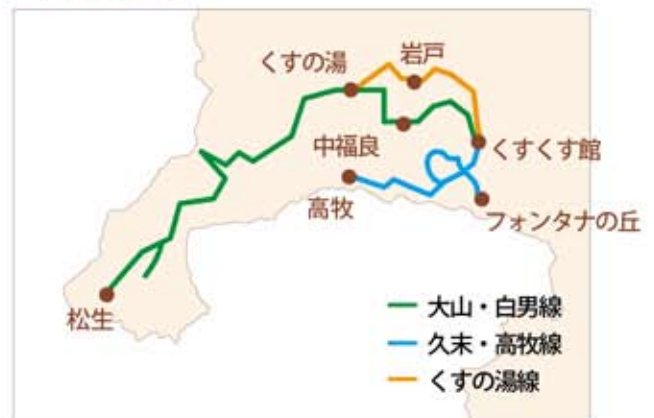 岩戸
くすの湯
中福良
くすくす館
高牧
フォンタナの丘
松生
大山・白男線
久末・高牧線
くすの湯線